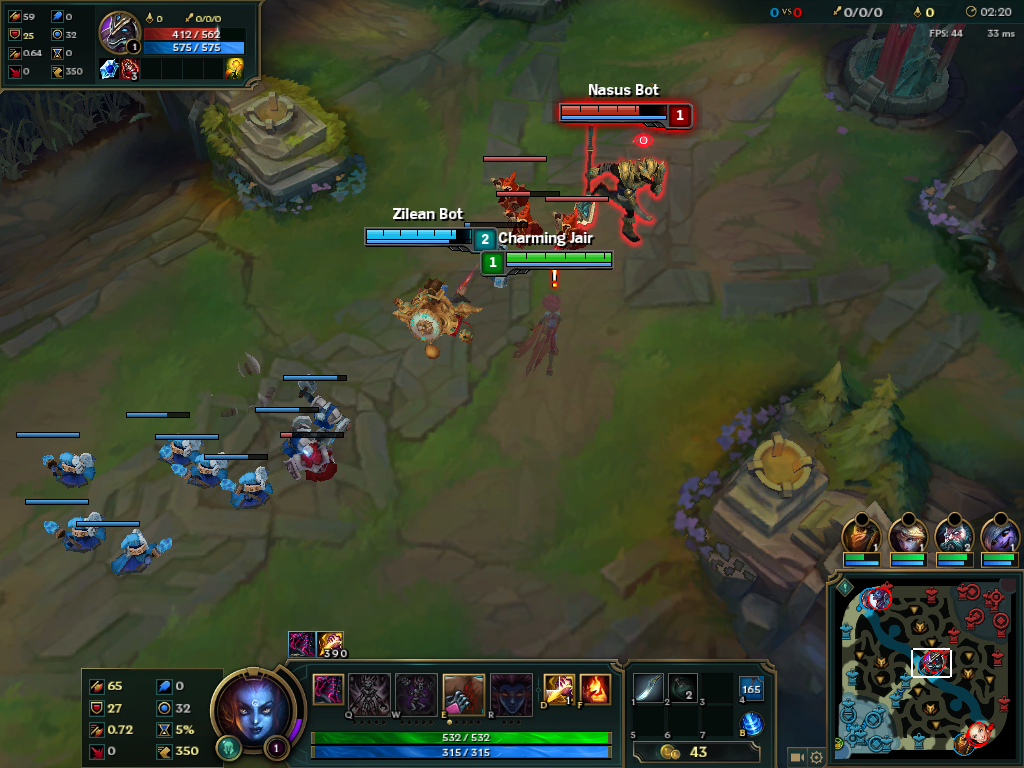 59 0
25 32
0.64 0
0 350
0 0/0/0
412 / 562
575 / 575
1
3
0 vs 0 0/0/0 0 02:20
FPS: 44 33 ms
Nasus Bot
1
Zilean Bot
2 Charming Jair
1
!
390
65 0
27 32
0.72 5%
0 350
1
Q W E R D F
1 2 3 4
2
165
5 6 7 B
532 / 532
315 / 315
43